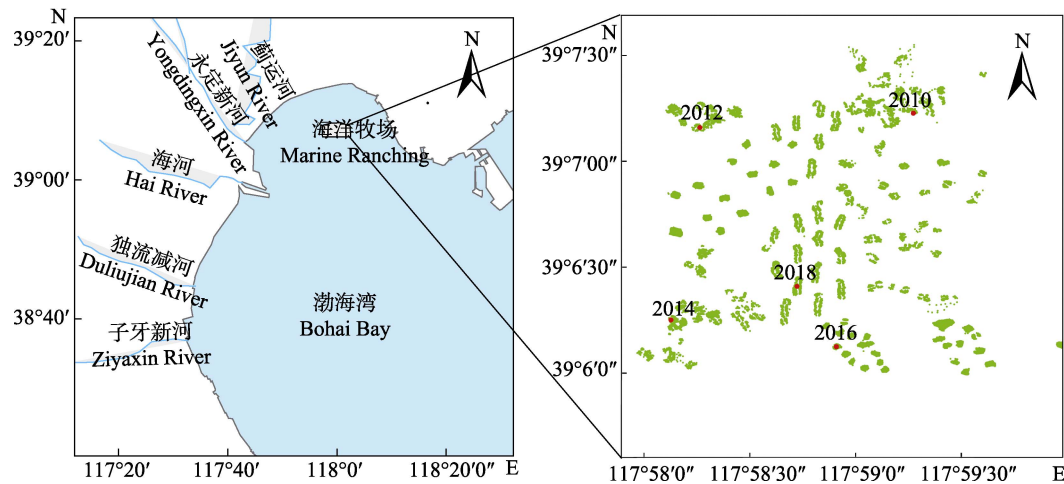 N
39°20′
39°00′
38°40′
117°20′
117°40′
118°0′
118°20′
E
N
蓟运河
Jiyun River
永定新河
Yongdingxin River
海河
Hai River
独流减河
Duliujian River
子牙新河
Ziyaxin River
海洋牧场
Marine Ranching
渤海湾
Bohai Bay
N
39°7′30″
39°7′00″
39°6′30″
39°6′0″
117°58′0″
117°58′30″
117°59′0″
117°59′30″
E
N
2012
2010
2018
2014
2016